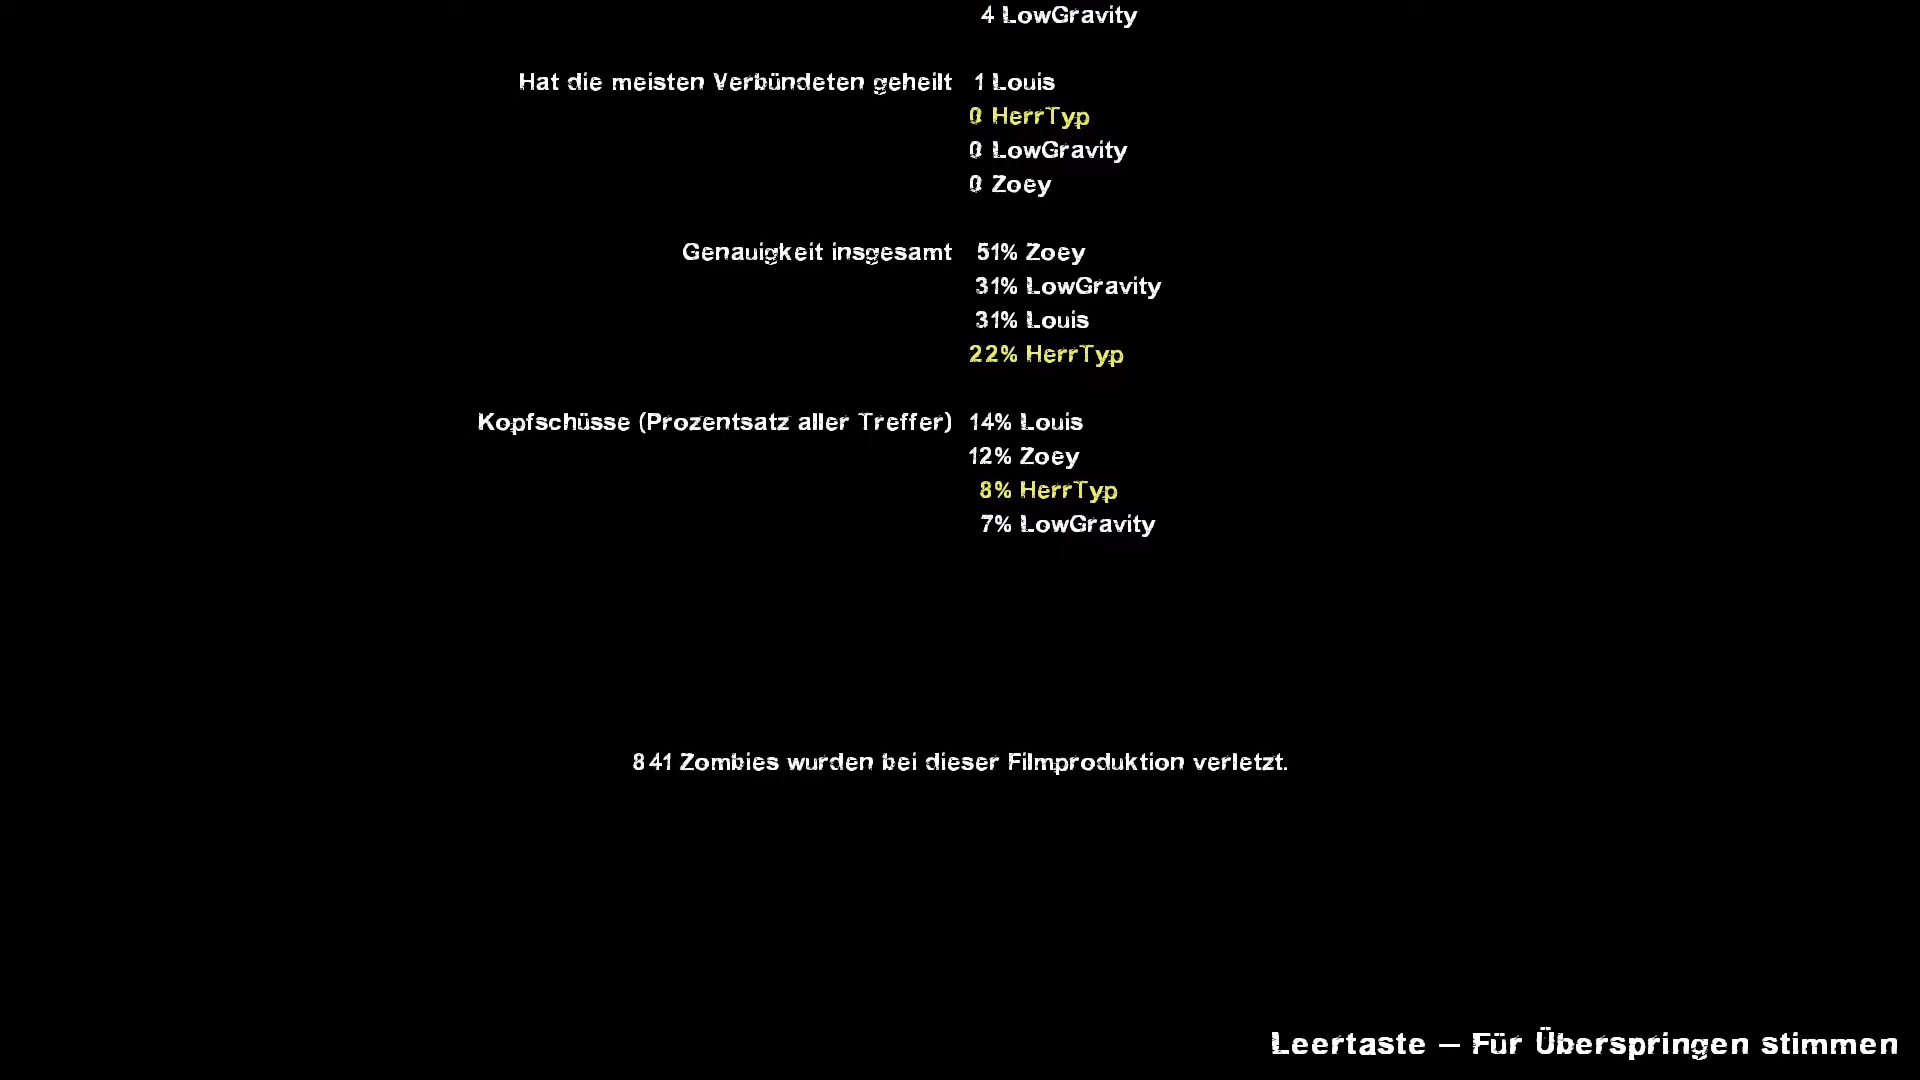 4 LowGravity
Hat die meisten Verbündeten geheilt 1 Louis
0 HerrTyp
0 LowGravity
0 Zoey
Genauigkeit insgesamt 51% Zoey
31% LowGravity
31% Louis
22% HerrTyp
Kopfschüsse (Prozentsatz aller Treffer) 14% Louis
12% Zoey
8% HerrTyp
7% LowGravity
841 Zombies wurden bei dieser Filmproduktion verletzt.
Leertaste – Für Überspringen stimmen